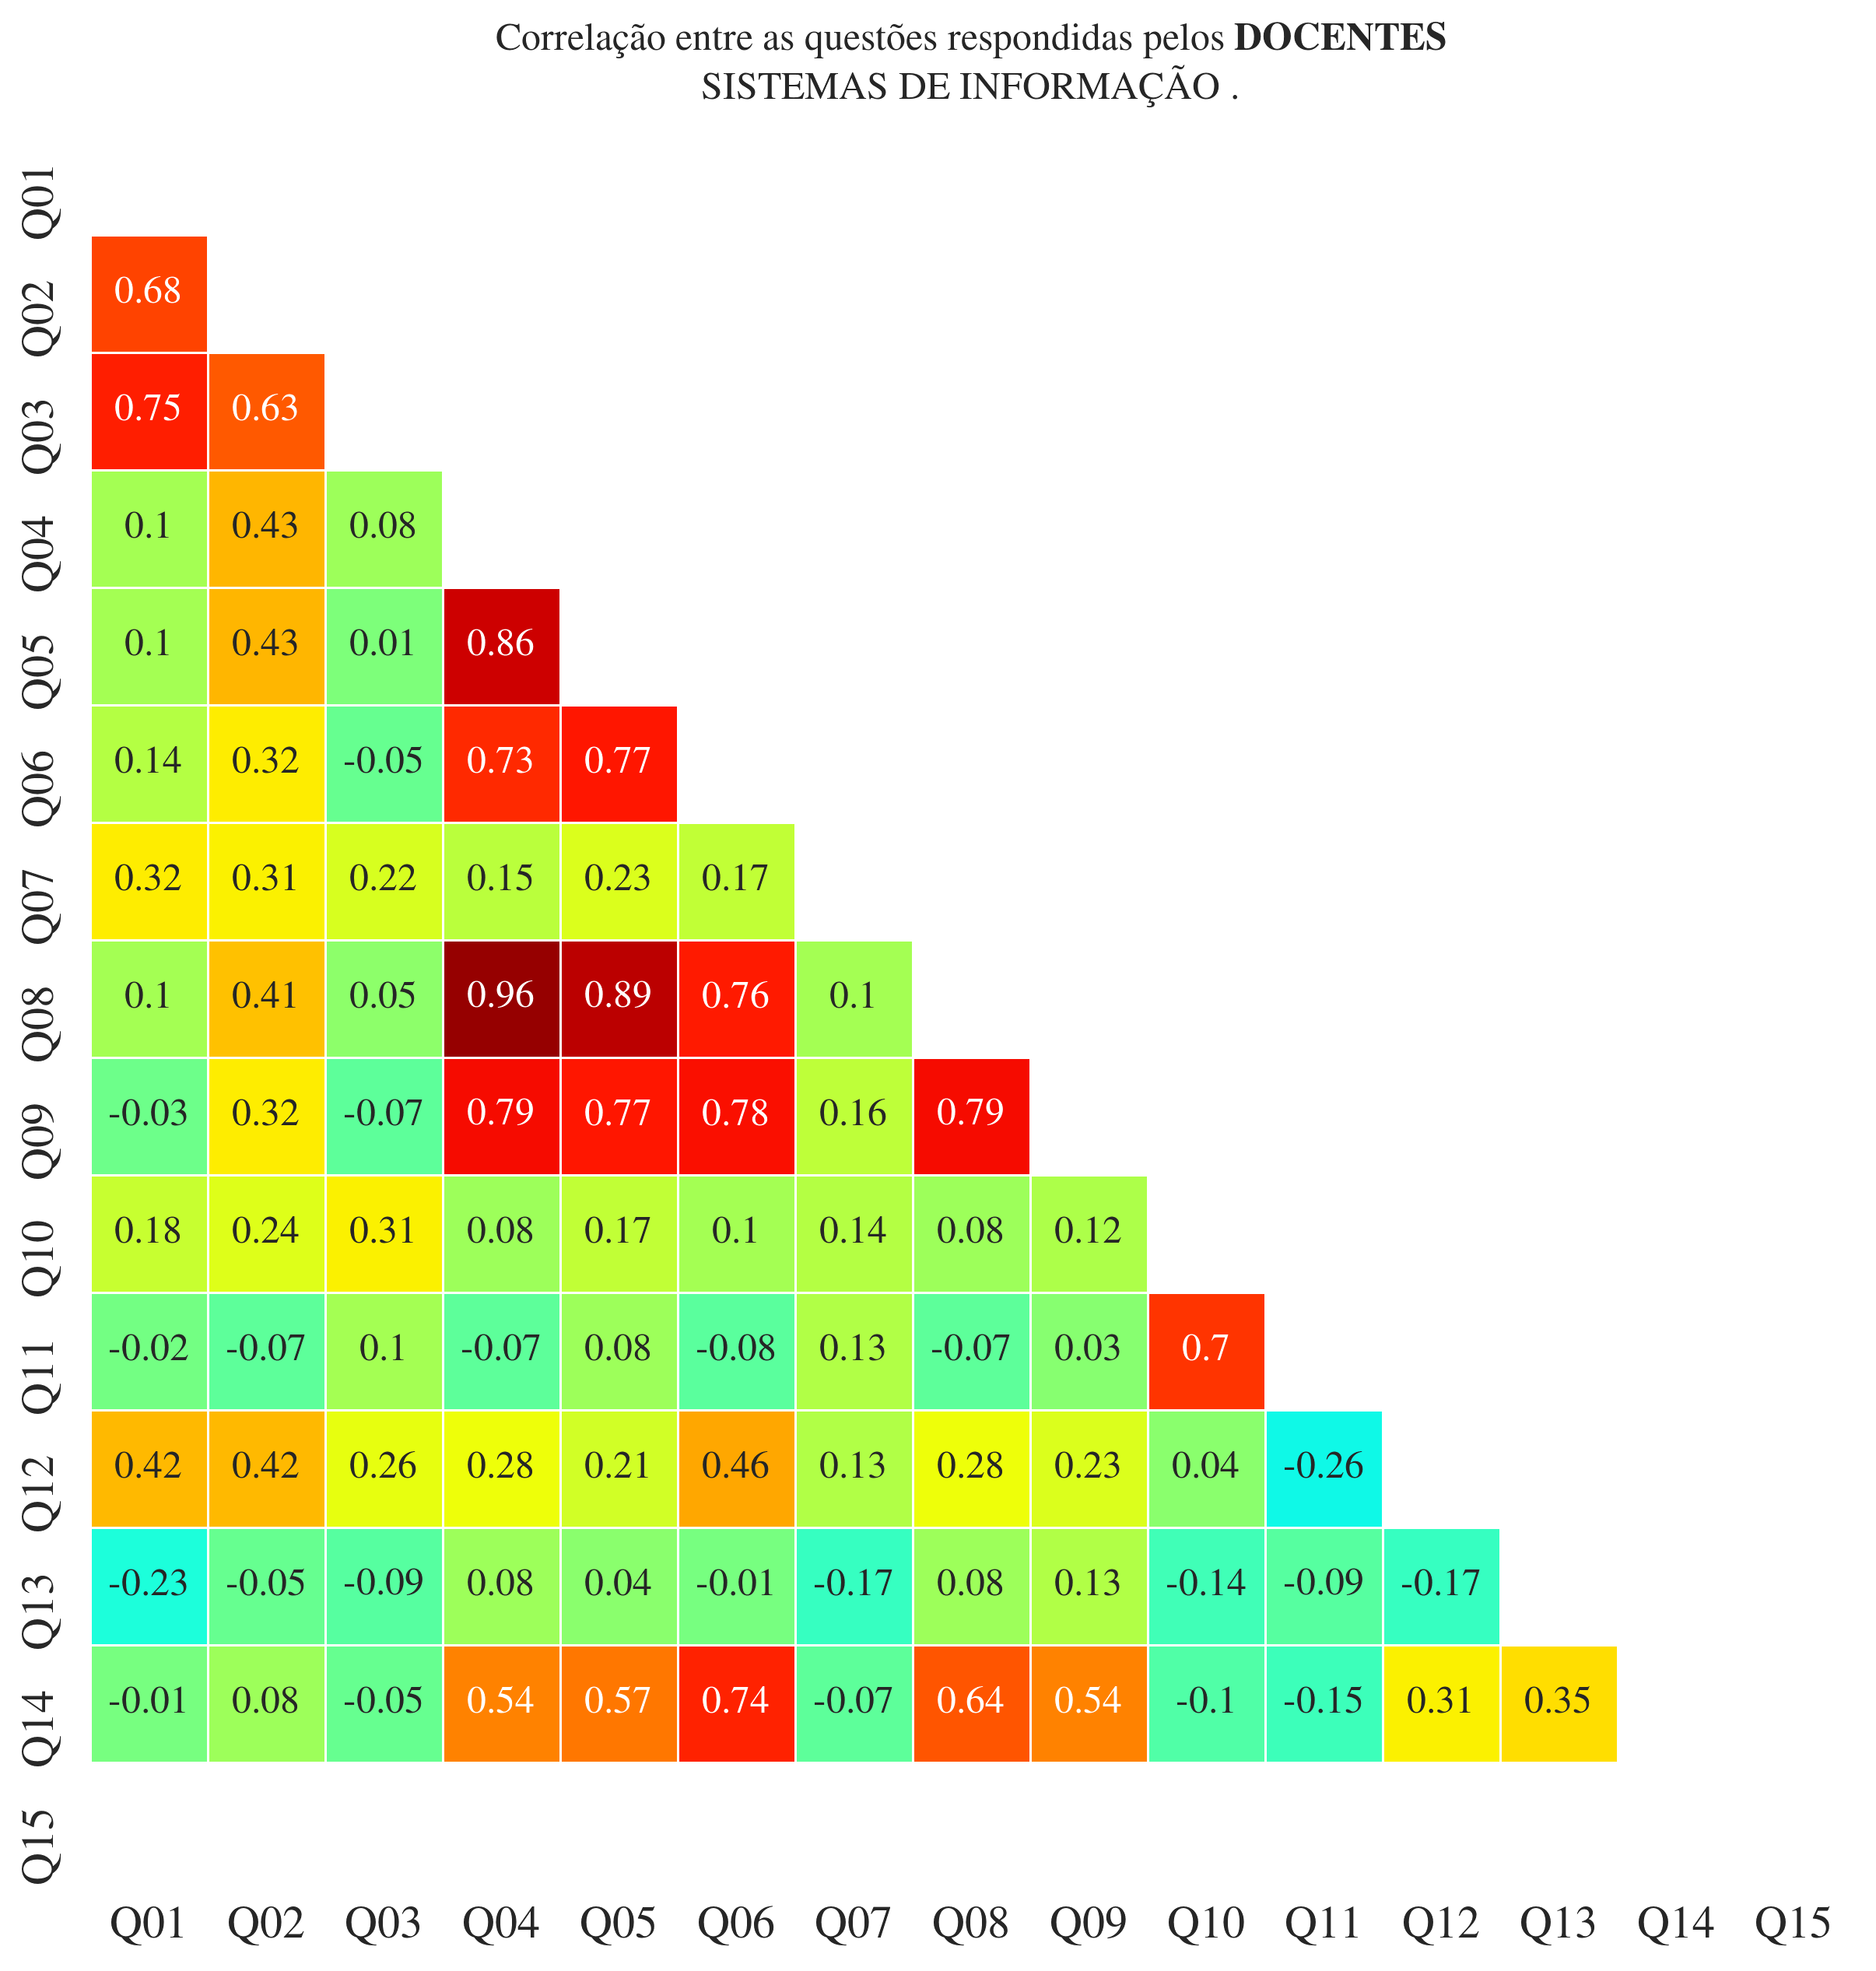 Correlação entre as questões respondidas pelos DOCENTES
SISTEMAS DE INFORMAÇÃO .
Q01
Q02 0.68
Q03 0.75 0.63
Q04 0.1 0.43 0.08
Q05 0.1 0.43 0.01 0.86
Q06 0.14 0.32 -0.05 0.73 0.77
Q07 0.32 0.31 0.22 0.15 0.23 0.17
Q08 0.1 0.41 0.05 0.96 0.89 0.76 0.1
Q09 -0.03 0.32 -0.07 0.79 0.77 0.78 0.16 0.79
Q10 0.18 0.24 0.31 0.08 0.17 0.1 0.14 0.08 0.12
Q11 -0.02 -0.07 0.1 -0.07 0.08 -0.08 0.13 -0.07 0.03 0.7
Q12 0.42 0.42 0.26 0.28 0.21 0.46 0.13 0.28 0.23 0.04 -0.26
Q13 -0.23 -0.05 -0.09 0.08 0.04 -0.01 -0.17 0.08 0.13 -0.14 -0.09 -0.17
Q14 -0.01 0.08 -0.05 0.54 0.57 0.74 -0.07 0.64 0.54 -0.1 -0.15 0.31 0.35
Q15
Q01 Q02 Q03 Q04 Q05 Q06 Q07 Q08 Q09 Q10 Q11 Q12 Q13 Q14 Q15